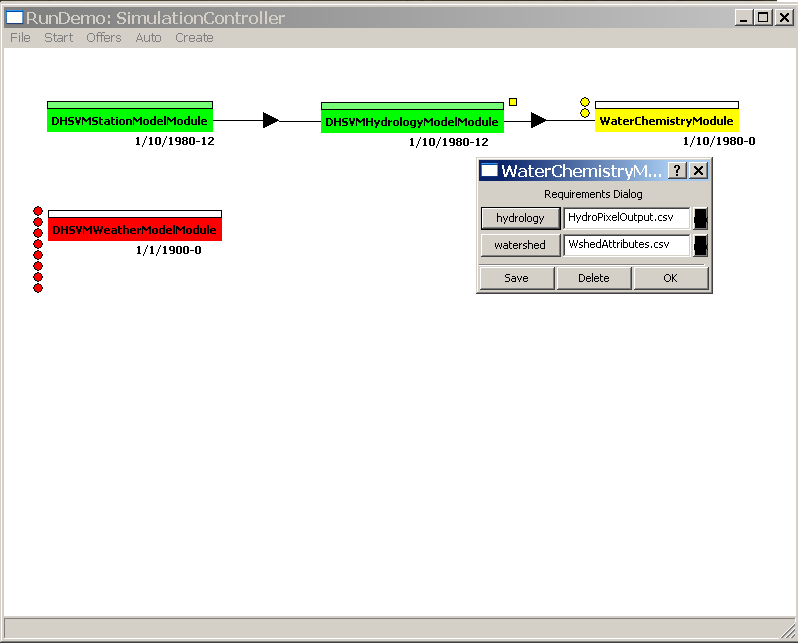 RunDemo: SimulationController
File Start Offers Auto Create
DHSVMStationModelModule
1/10/1980-12
DHSVMHydrologyModelModule
1/10/1980-12
WaterChemistryModule
1/10/1980-0
DHSVMWeatherModelModule
1/1/1900-0
WaterChemistryM...
Requirements Dialog
hydrology HydroPixelOutput.csv
watershed WshedAttributes.csv
Save Delete OK